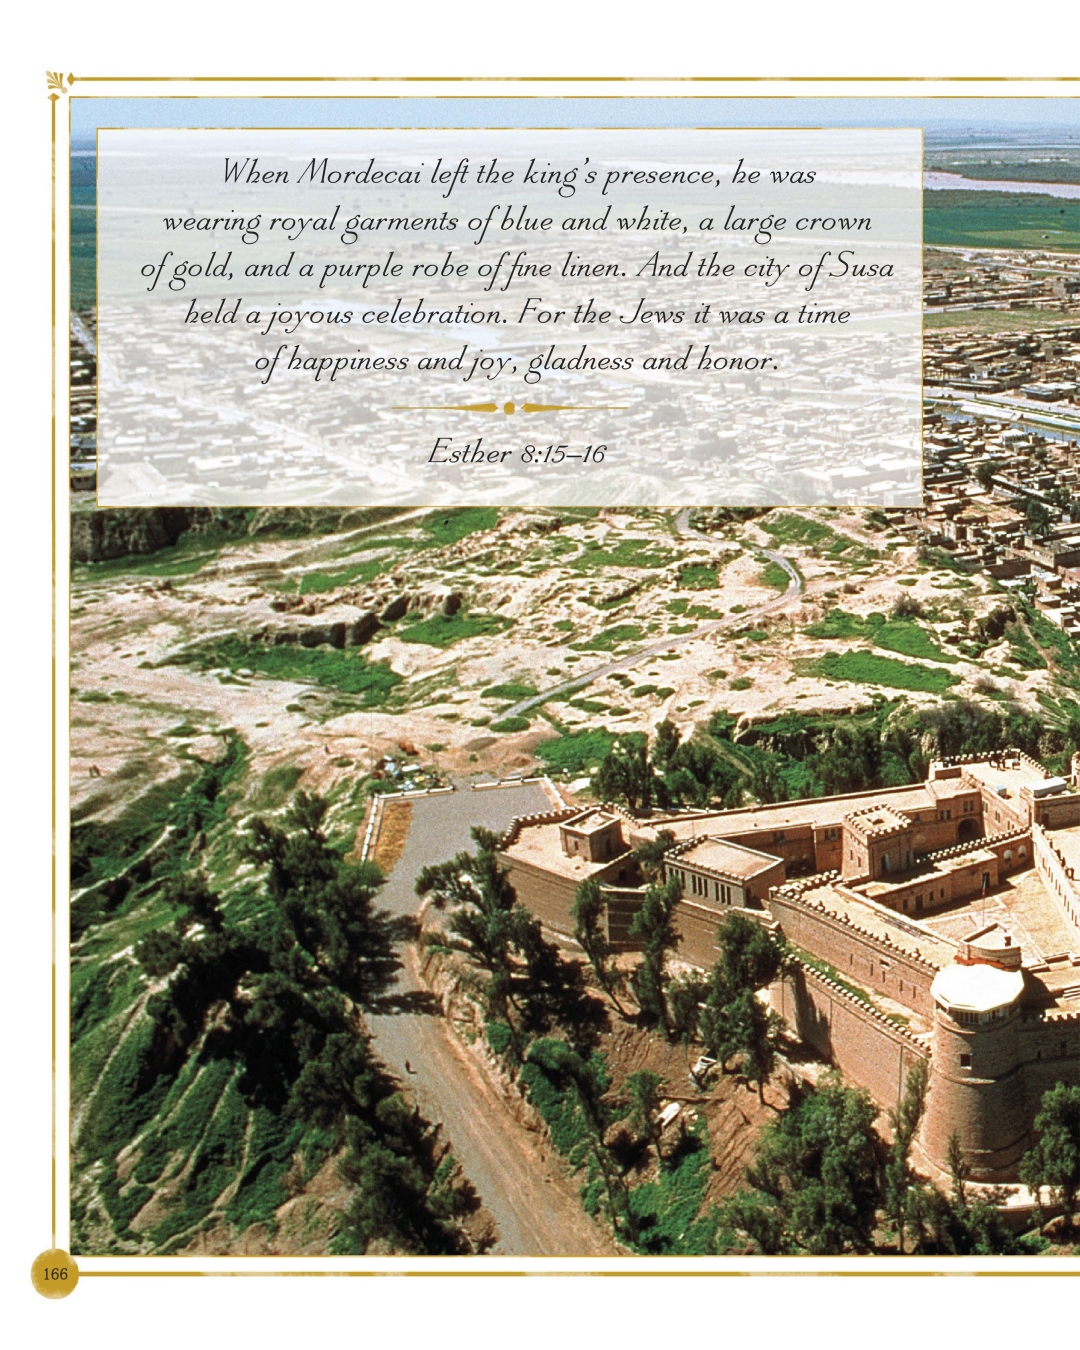 When Mordecai left the king’s presence, he was
wearing royal garments of blue and white, a large crown
of gold, and a purple robe of fine linen. And the city of Susa
held a joyous celebration. For the Jews it was a time
of happiness and joy, gladness and honor.
Esther 8:15–16
166